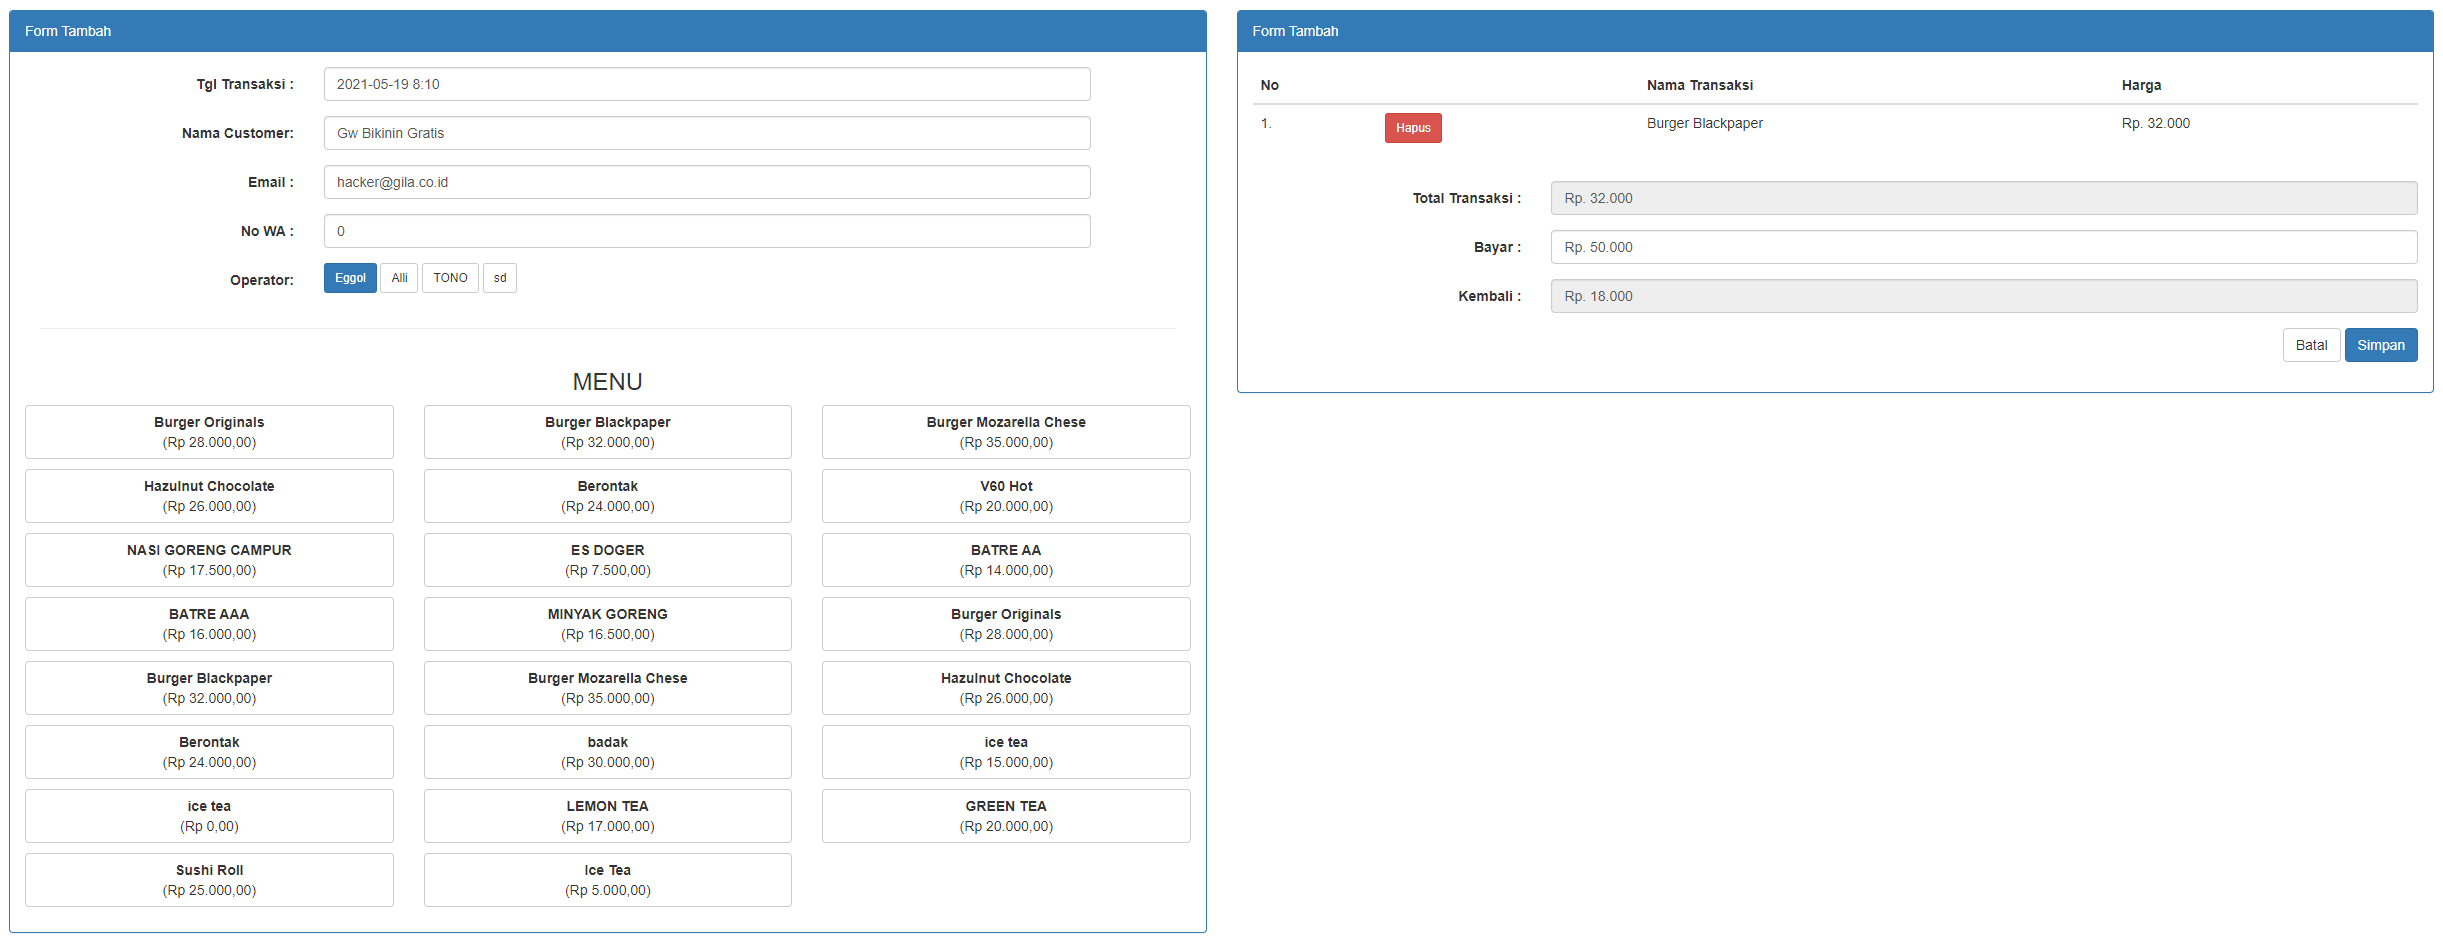 Form Tambah
Tgl Transaksi :
2021-05-19 8:10
Nama Customer:
Gw Bikinin Gratis
Email :
hacker@gila.co.id
No WA :
0
Operator:
Eggol Alli TONO sd
MENU
Burger Originals
(Rp 28.000,00)
Burger Blackpaper
(Rp 32.000,00)
Burger Mozarella Chese
(Rp 35.000,00)
Hazulnut Chocolate
(Rp 26.000,00)
Berontak
(Rp 24.000,00)
V60 Hot
(Rp 20.000,00)
NASI GORENG CAMPUR
(Rp 17.500,00)
ES DOGER
(Rp 7.500,00)
BATRE AA
(Rp 14.000,00)
BATRE AAA
(Rp 16.000,00)
MINYAK GORENG
(Rp 16.500,00)
Burger Originals
(Rp 28.000,00)
Burger Blackpaper
(Rp 32.000,00)
Burger Mozarella Chese
(Rp 35.000,00)
Hazulnut Chocolate
(Rp 26.000,00)
Berontak
(Rp 24.000,00)
badak
(Rp 30.000,00)
ice tea
(Rp 15.000,00)
ice tea
(Rp 0,00)
LEMON TEA
(Rp 17.000,00)
GREEN TEA
(Rp 20.000,00)
Sushi Roll
(Rp 25.000,00)
Ice Tea
(Rp 5.000,00)
Form Tambah
No Nama Transaksi Harga
1. Hapus Burger Blackpaper Rp. 32.000
Total Transaksi :
Rp. 32.000
Bayar :
Rp. 50.000
Kembali :
Rp. 18.000
Batal Simpan